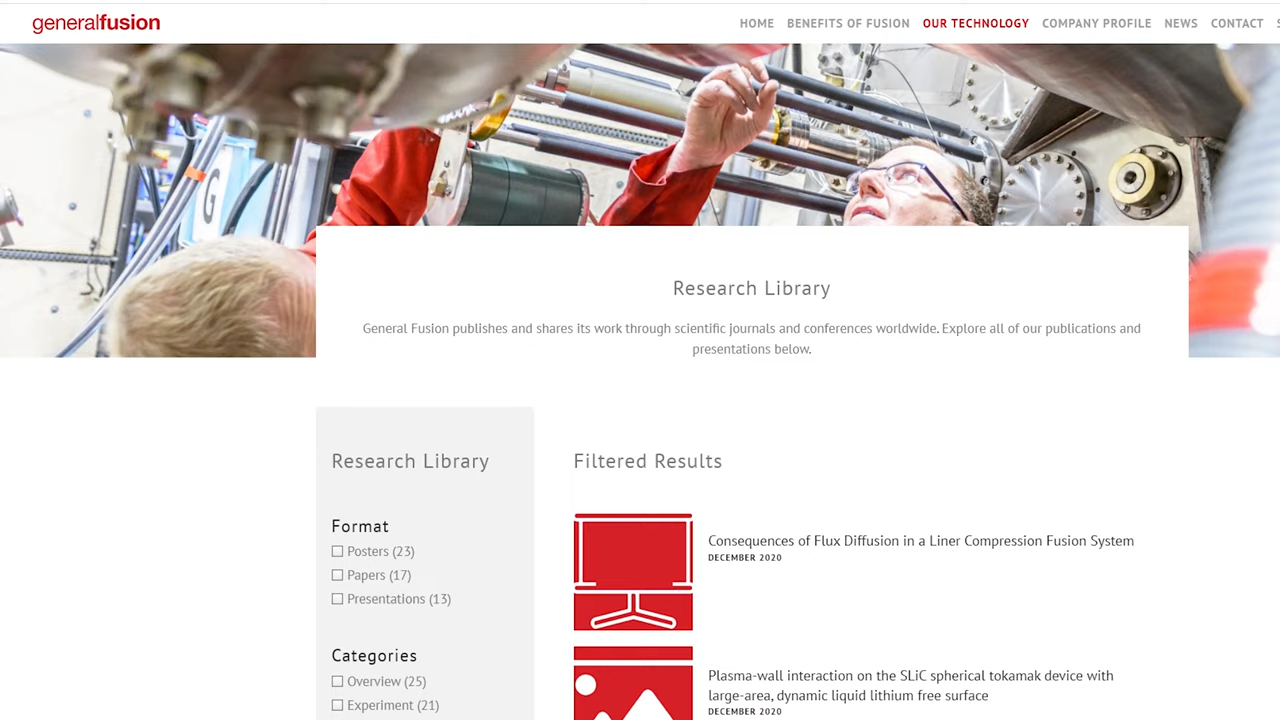 generalfusion
HOME BENEFITS OF FUSION OUR TECHNOLOGY COMPANY PROFILE NEWS CONTACT S
G
Research Library
General Fusion publishes and shares its work through scientific journals and conferences worldwide. Explore all of our publications and
presentations below.
Research Library
Format
Posters (23)
Papers (17)
Presentations (13)
Categories
Overview (25)
Experiment (21)
Filtered Results
Consequences of Flux Diffusion in a Liner Compression Fusion System
DECEMBER 2020
Plasma-wall interaction on the SLiC spherical tokamak device with
large-area, dynamic liquid lithium free surface
DECEMBER 2020